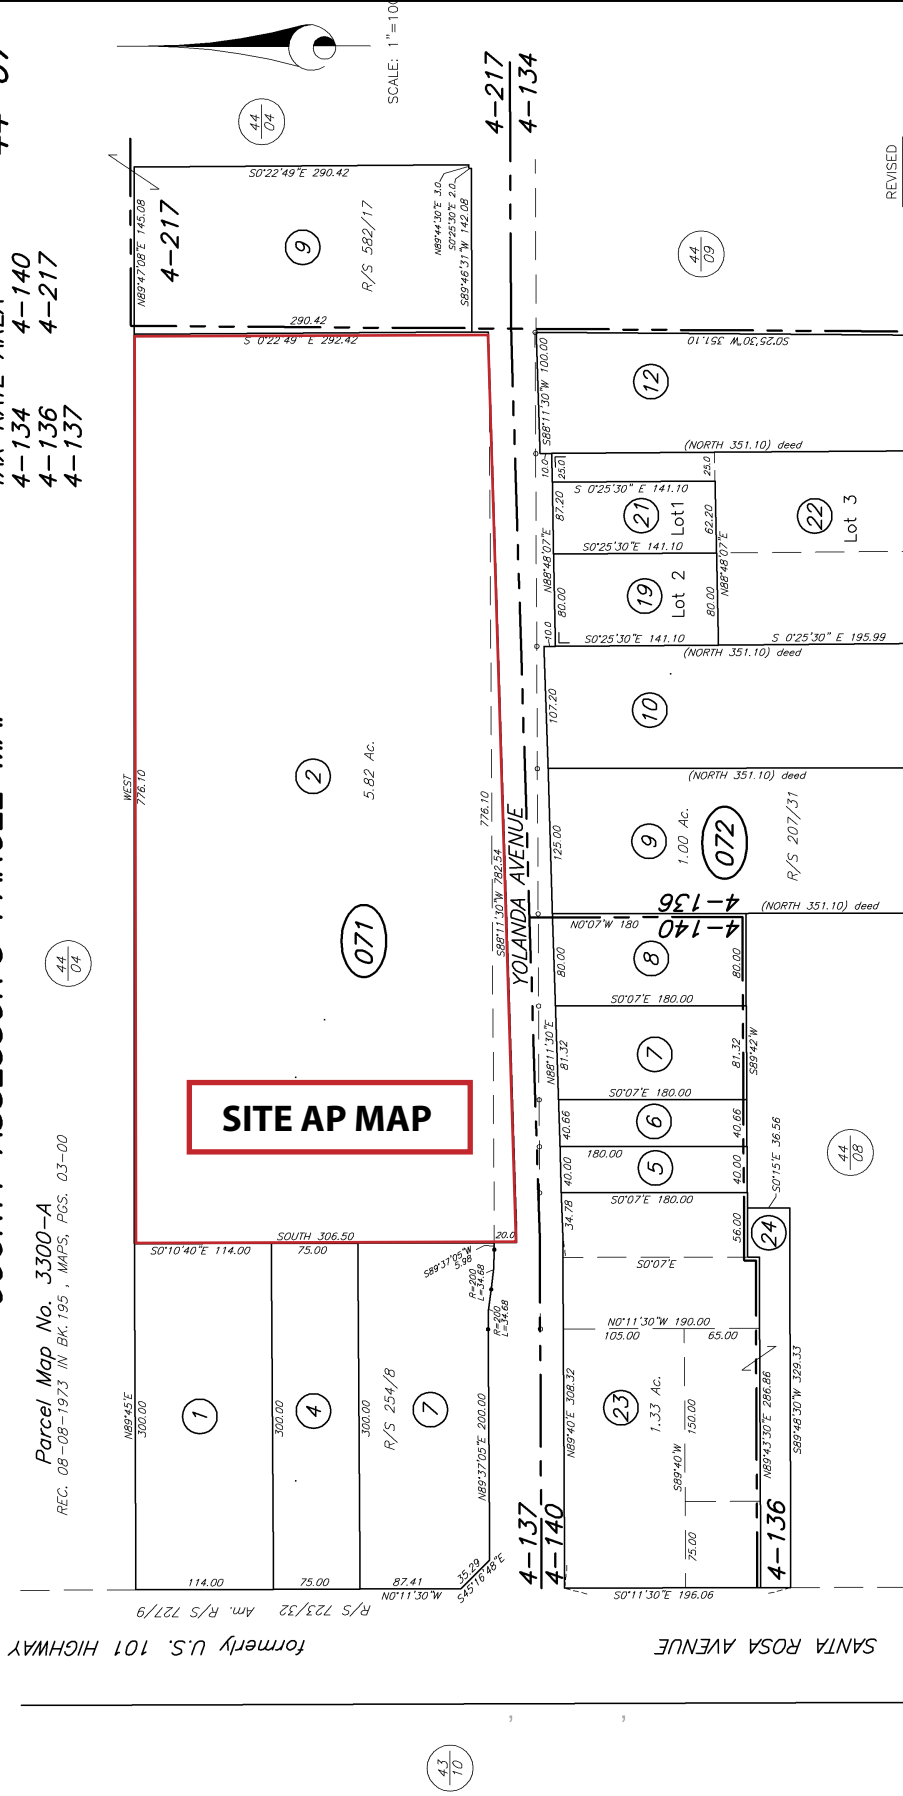 Parcel Map No. 3300-A
REC. 08-08-1973 IN BK. 195 , MAPS, PGS. 03-00
4-134 4-140
4-136 4-217
4-137
SCALE: 1"=100
REVISED
44
04
44
04
44
09
44
08
43
10
4-217
4-134
4-217
N89°47'08"E 145.08
S0°22'49"E 290.42
9
R/S 582/17
N89°44'30"E 3.0
S0°25'30"E 2.0
S89°46'31"W 142.08
290.42
S 0°22'49" E 292.42
WEST
776.10
2
5.82 Ac.
776.10
S88°11'30"W 782.54
071
SITE AP MAP
SOUTH 306.50
20.0
YOLANDA AVENUE
S0°10'40"E 114.00
75.00
S89°37'05"W
5.98
R=200
L=34.68
R=200
L=34.68
N89°45'E
300.00
1
300.00
4
300.00
R/S 254/8
7
N89°37'05"E 200.00
114.00
75.00
87.41
N0°11'30"W
35.29
S45°16'48"E
Am. R/S 727/9
R/S 723/32
formerly U.S. 101 HIGHWAY
SANTA ROSA AVENUE
4-137
4-140
S88°11'30"W 100.00
12
S0°25'30"W 351.10
(NORTH 351.10) deed
10.0
25.0
25.0
S 0°25'30" E 141.10
87.20
21
Lot1
62.20
22
Lot 3
N88°48'07"E
S0°25'30"E 141.10
N88°48'07"E
80.00
19
Lot 2
80.00
10.0
S0°25'30"E 141.10
S 0°25'30" E 195.99
(NORTH 351.10) deed
107.20
10
(NORTH 351.10) deed
125.00
9
1.00 Ac.
072
R/S 207/31
4-136
4-140
(NORTH 351.10) deed
N0°07'W 180
80.00
8
80.00
S0°07'E 180.00
N88°11'30"E
81.32
7
81.32
S89°42'W
S0°07'E 180.00
40.66
6
40.66
180.00
40.00
5
40.00
S0°07'E 180.00
S0°15'E 36.56
34.78
56.00
24
S0°07'E
N0°11'30"W 190.00
105.00
65.00
N89°40'E 308.32
23
1.33 Ac.
S89°40'W
150.00
75.00
N89°43'30"E 286.86
S89°48'30"W 329.33
4-136
S0°11'30"E 196.06